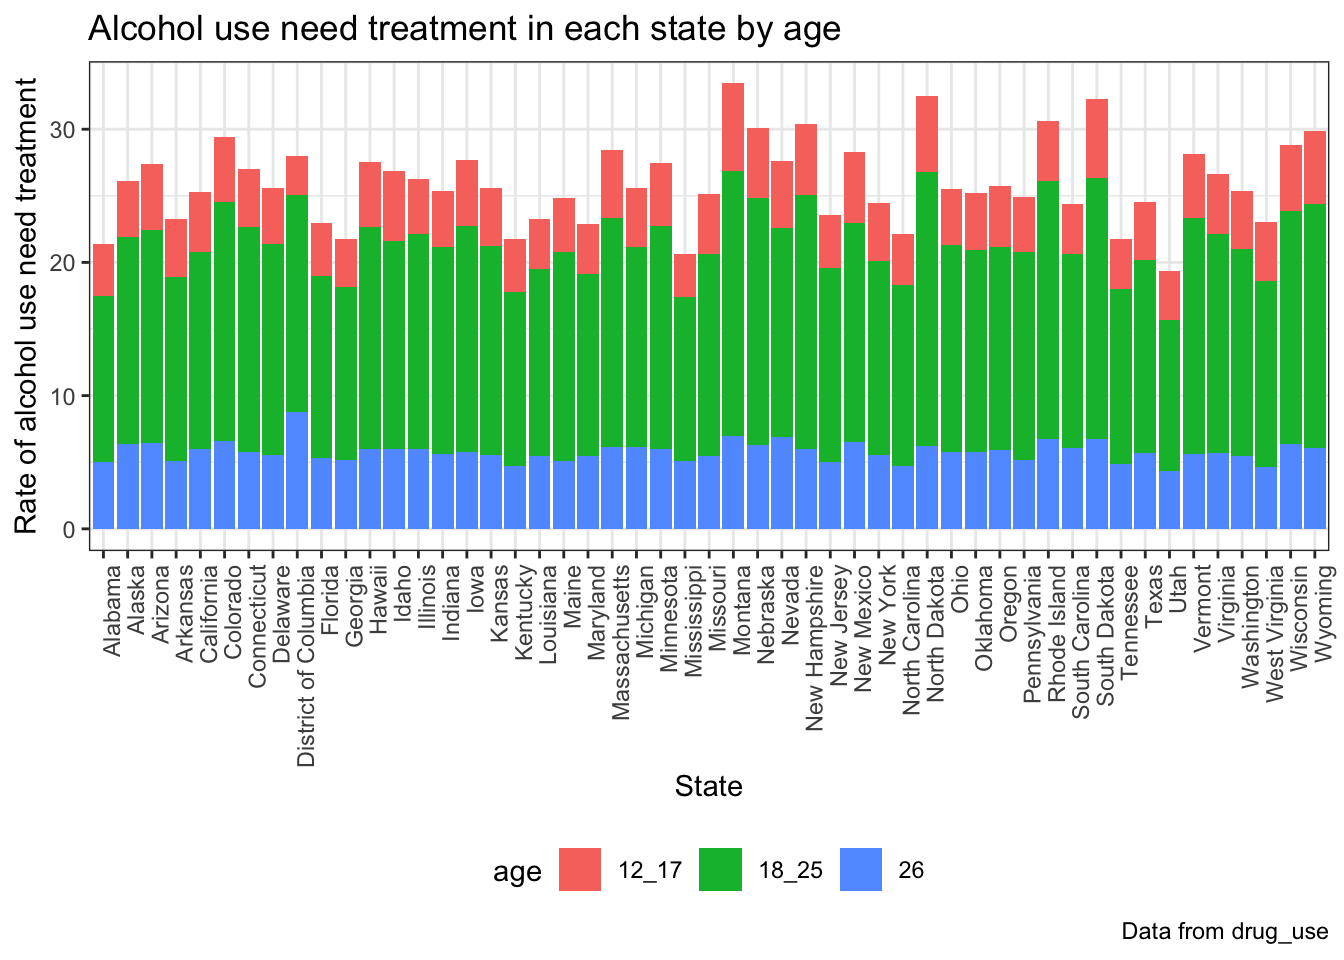 Alcohol use need treatment in each state by age
Rate of alcohol use need treatment
30
20
10
0
Alabama
Alaska
Arizona
Arkansas
California
Colorado
Connecticut
Delaware
District of Columbia
Florida
Georgia
Hawaii
Idaho
Illinois
Indiana
Iowa
Kansas
Kentucky
Louisiana
Maine
Maryland
Massachusetts
Michigan
Minnesota
Mississippi
Missouri
Montana
Nebraska
Nevada
New Hampshire
New Jersey
New Mexico
New York
North Carolina
North Dakota
Ohio
Oklahoma
Oregon
Pennsylvania
Rhode Island
South Carolina
South Dakota
Tennessee
Texas
Utah
Vermont
Virginia
Washington
West Virginia
Wisconsin
Wyoming
State
age 12_17 18_25 26
Data from drug_use